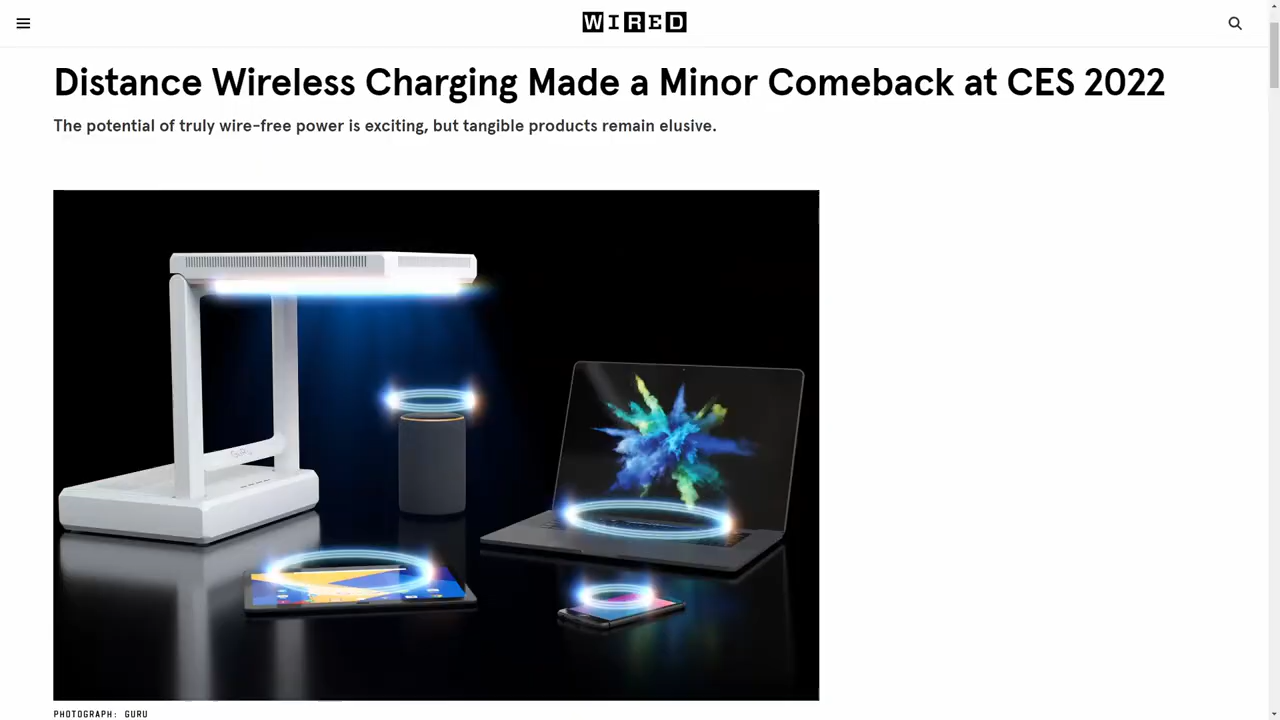 WIRED
Distance Wireless Charging Made a Minor Comeback at CES 2022
The potential of truly wire-free power is exciting, but tangible products remain elusive.
PHOTOGRAPH: GURU